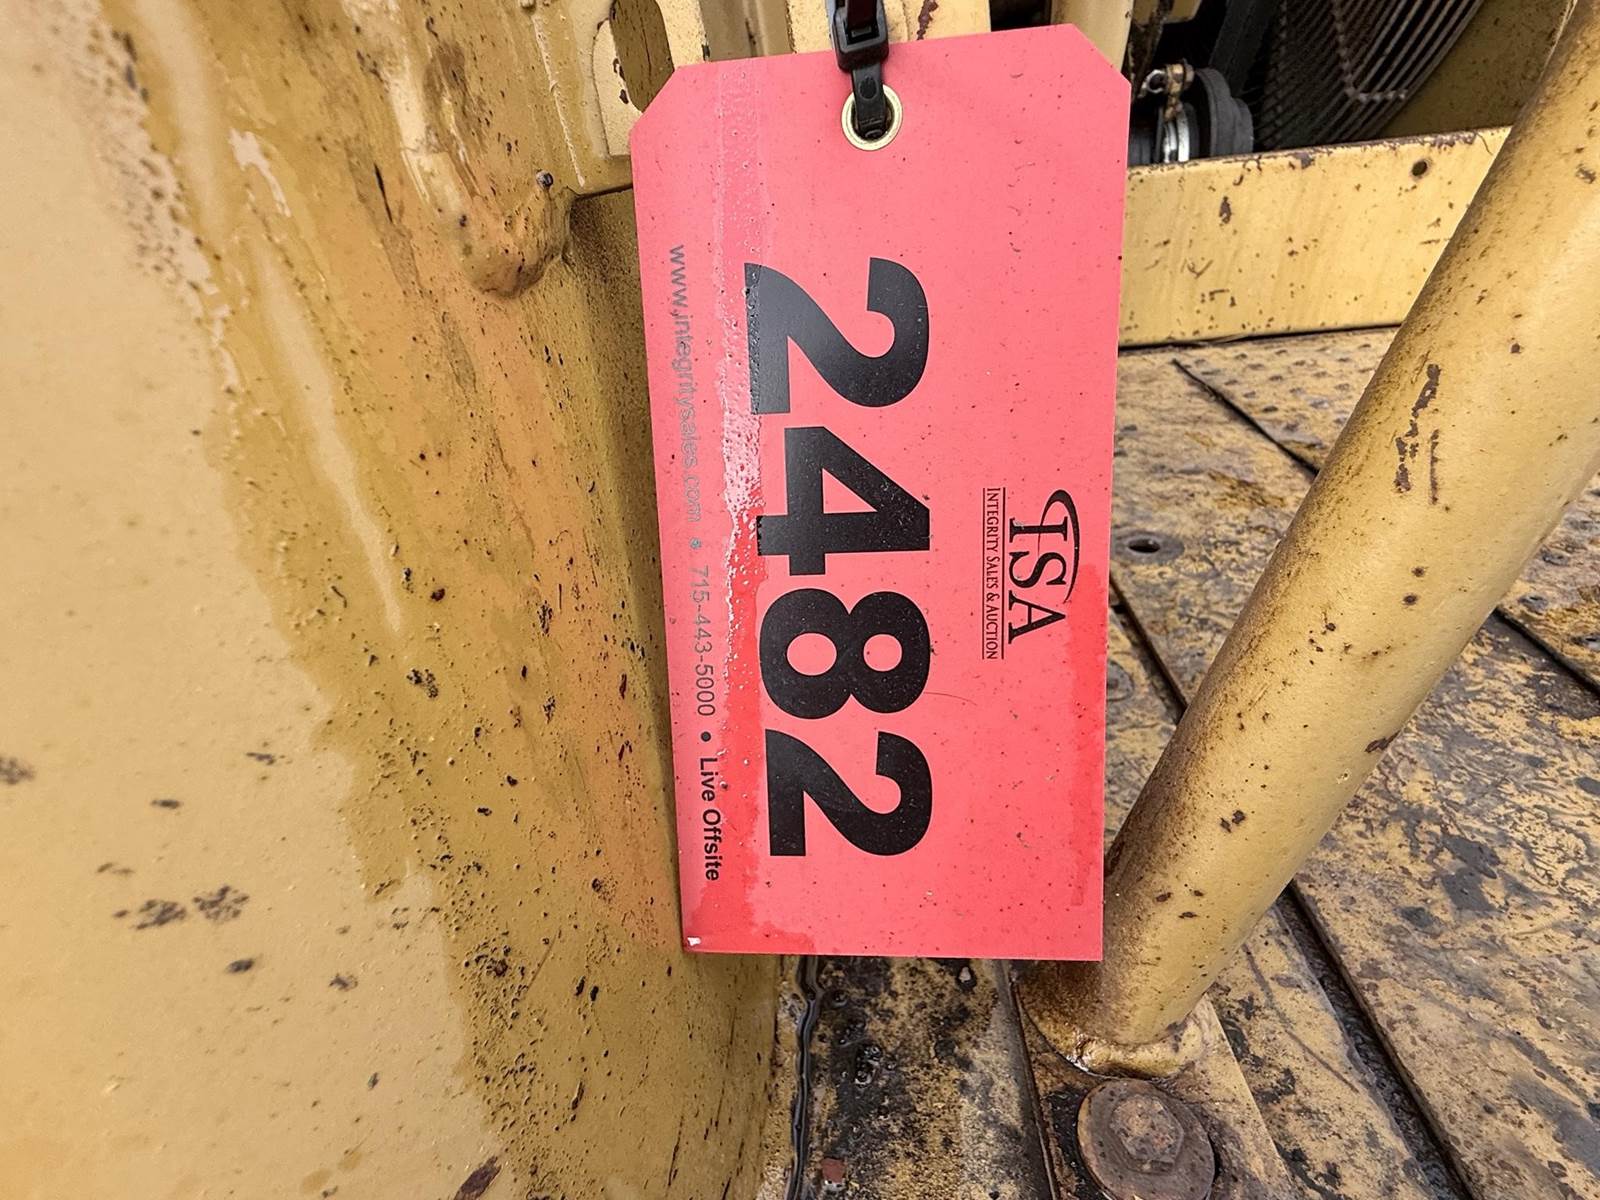 ISA
INTEGRITY SALES & AUCTION
2482
www.integritysales.com • 715-443-5000 • Live Offsite